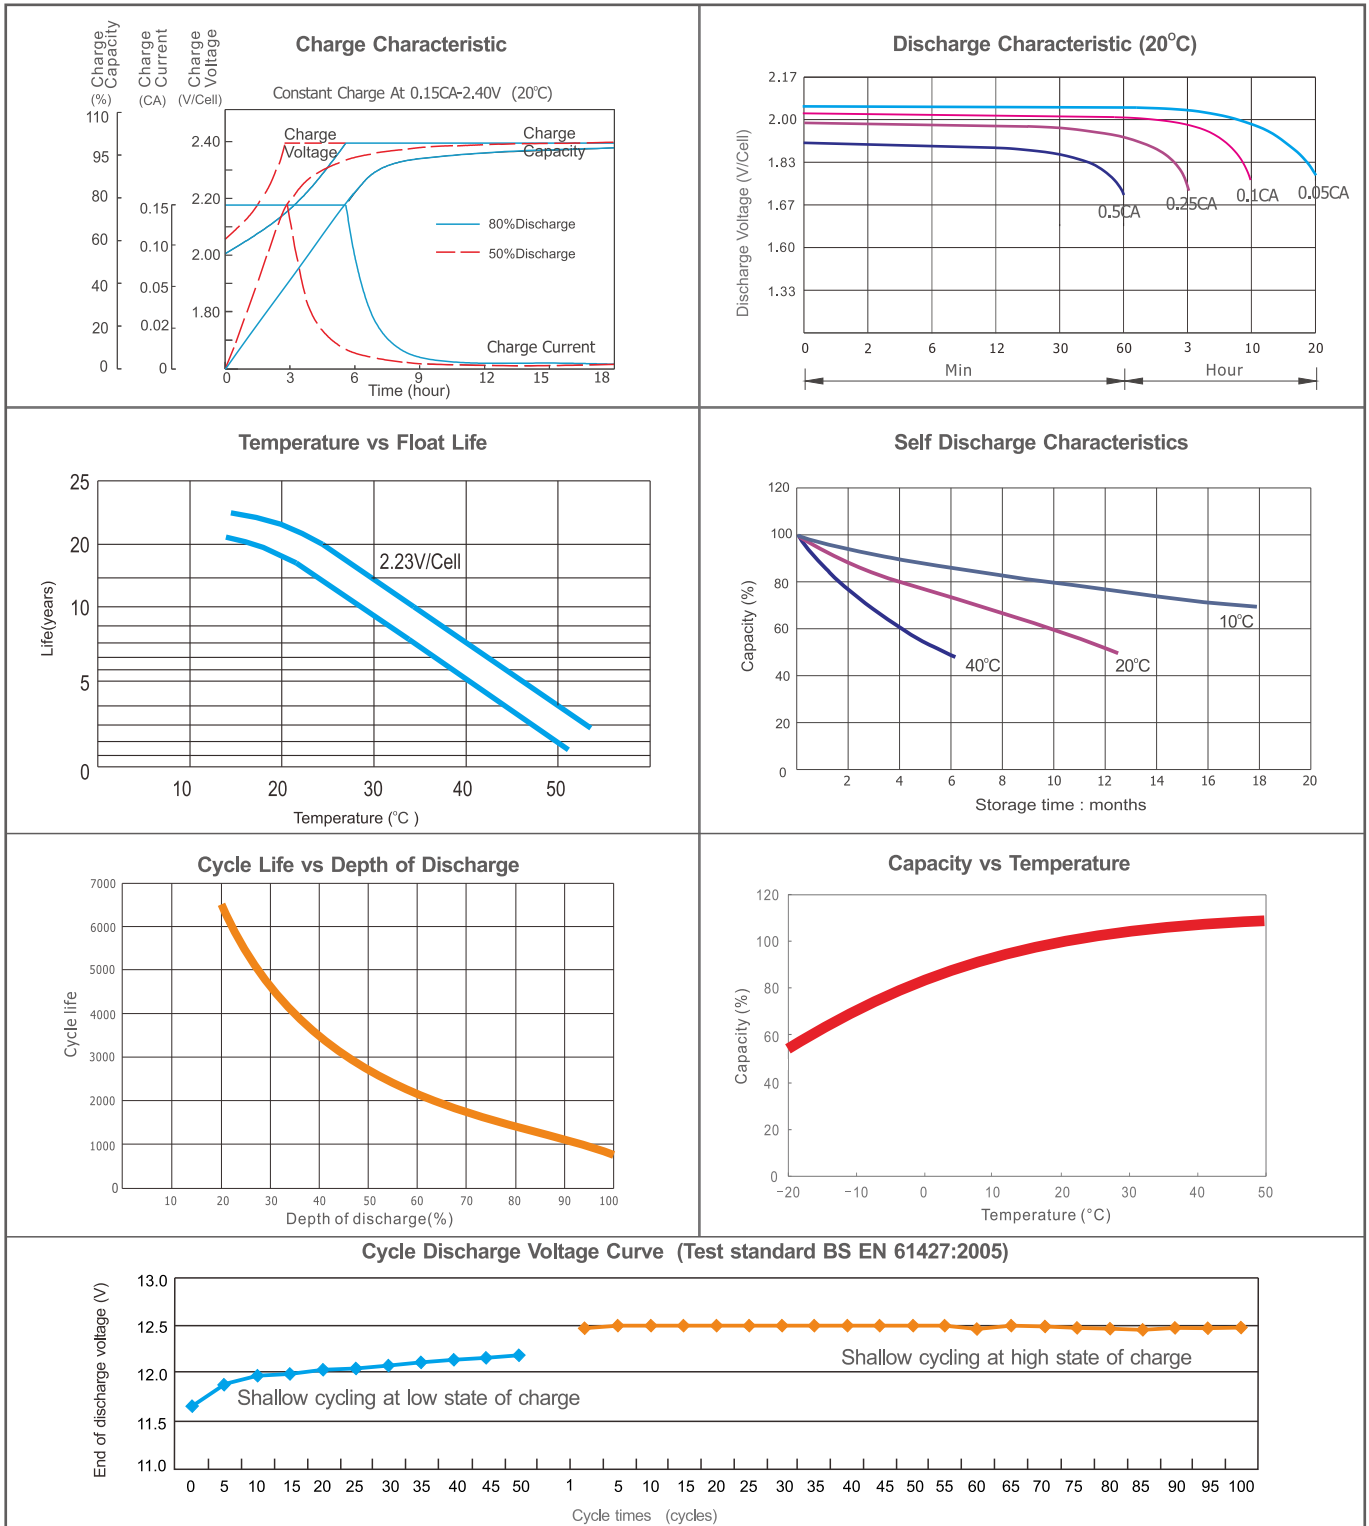 Charge Characteristic
Charge Capacity
(%)
Charge Current
(CA)
Charge Voltage
(V/Cell)
Constant Charge At 0.15CA-2.40V (20°C)
110
95
80
60
40
20
0
0.15
0.10
0.05
0.02
0
2.40
2.20
2.00
1.80
Charge
Voltage
Charge
Capacity
80%Discharge
50%Discharge
Charge Current
0 3 6 9 12 15 18
Time (hour)
Discharge Characteristic (20°C)
Discharge Voltage (V/Cell)
2.17
2.00
1.83
1.67
1.60
1.33
0.5CA 0.25CA 0.1CA 0.05CA
0 2 6 12 30 60 3 10 20
Min Hour
Temperature vs Float Life
Life(years)
25
20
10
5
0
2.23V/Cell
10 20 30 40 50
Temperature (°C )
Self Discharge Characteristics
Capacity (%)
120
100
80
60
40
20
0
10°C
40°C 20°C
2 4 6 8 10 12 14 16 18 20
Storage time : months
Cycle Life vs Depth of Discharge
Cycle life
7000
6000
5000
4000
3000
2000
1000
0
10 20 30 40 50 60 70 80 90 100
Depth of discharge(%)
Capacity vs Temperature
Capacity (%)
120
100
80
60
40
20
0
−20 −10 0 10 20 30 40 50
Temperature (°C)
Cycle Discharge Voltage Curve (Test standard BS EN 61427:2005)
End of discharge voltage (V)
13.0
12.5
12.0
11.5
11.0
Shallow cycling at high state of charge
Shallow cycling at low state of charge
0 5 10 15 20 25 30 35 40 45 50 1 5 10 15 20 25 30 35 40 45 50 55 60 65 70 75 80 85 90 95 100
Cycle times (cycles)